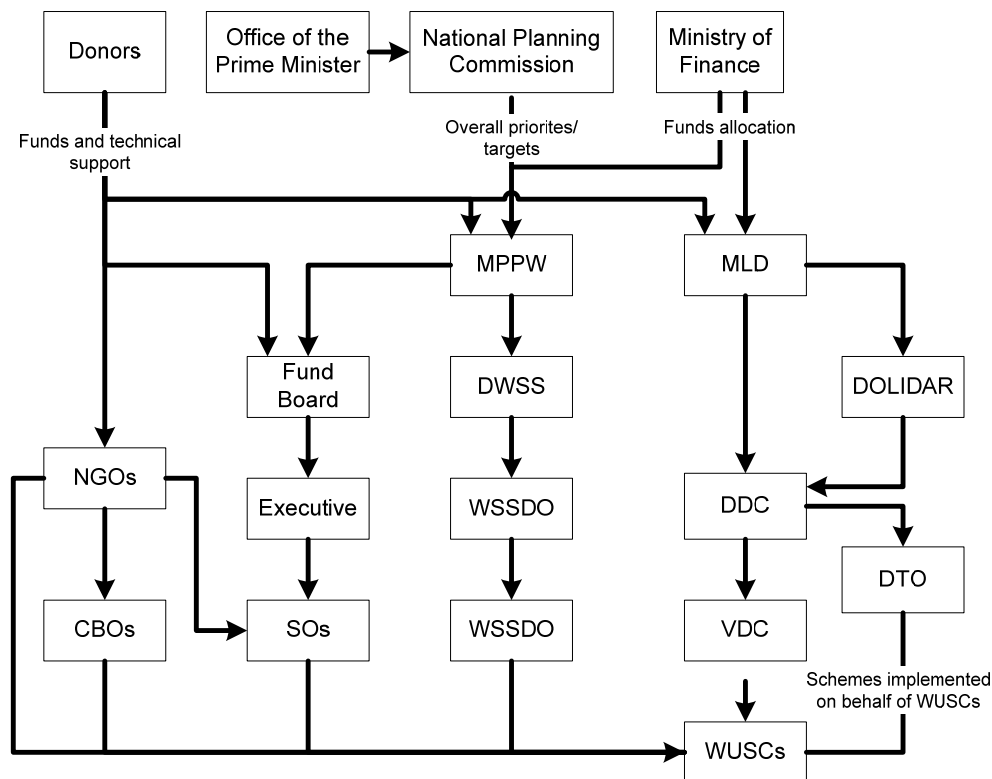 Donors
Office of the
Prime Minister
National Planning
Commission
Ministry of
Finance
Funds and technical
support
Overall priorites/
targets
Funds allocation
MPPW
MLD
Fund
Board
DWSS
DOLIDAR
NGOs
Executive
WSSDO
DDC
DTO
CBOs
SOs
WSSDO
VDC
Schemes implemented
on behalf of WUSCs
WUSCs